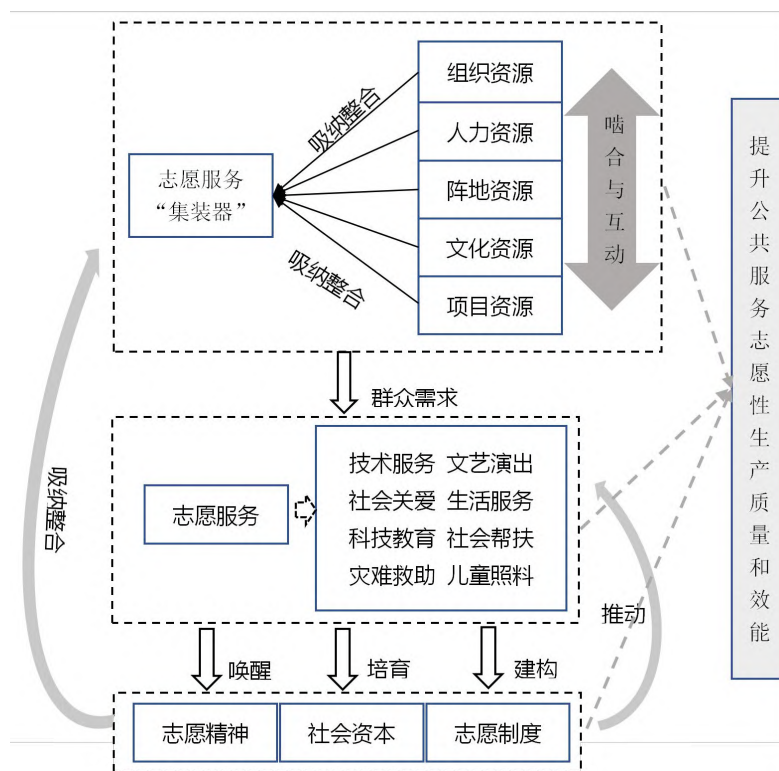 组织资源
人力资源
阵地资源
文化资源
项目资源
吸纳整合
吸纳整合
志愿服务
“集装器”
啮合与互动
提升公共服务志愿性生产质量和效能
群众需求
吸纳整合
志愿服务
技术服务 文艺演出
社会关爱 生活服务
科技教育 社会帮扶
灾难救助 儿童照料
推动
唤醒
培育
建构
志愿精神
社会资本
志愿制度